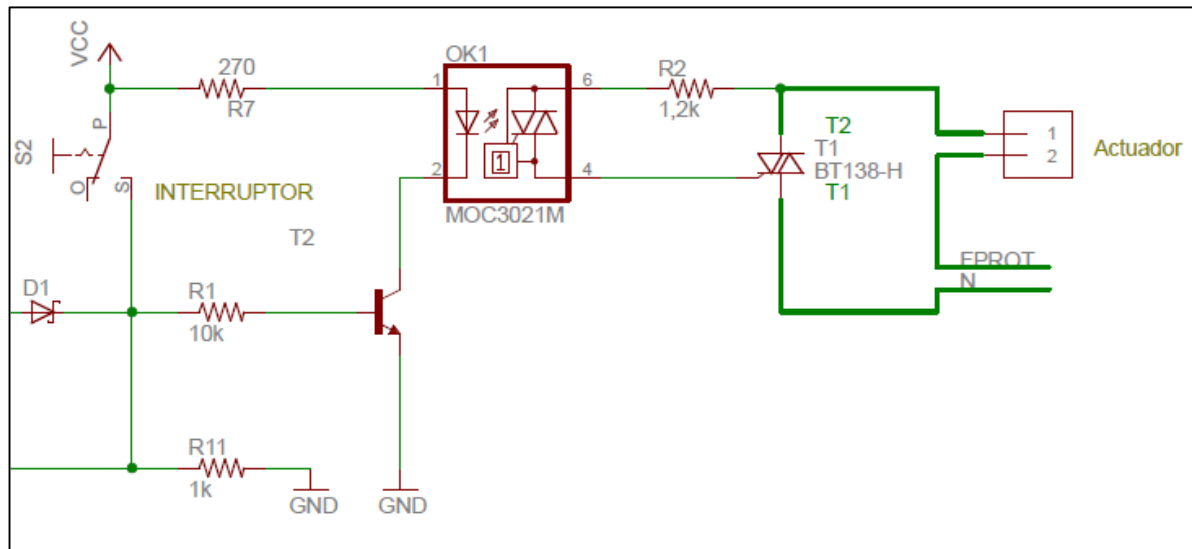 VCC
270
R7
OK1
1
2
6
4
1
MOC3021M
R2
1,2k
T2
T1
BT138-H
T1
1
2
Actuador
FPROT
N
S2
P
O
S
INTERRUPTOR
T2
D1
R1
10k
R11
1k
GND
GND